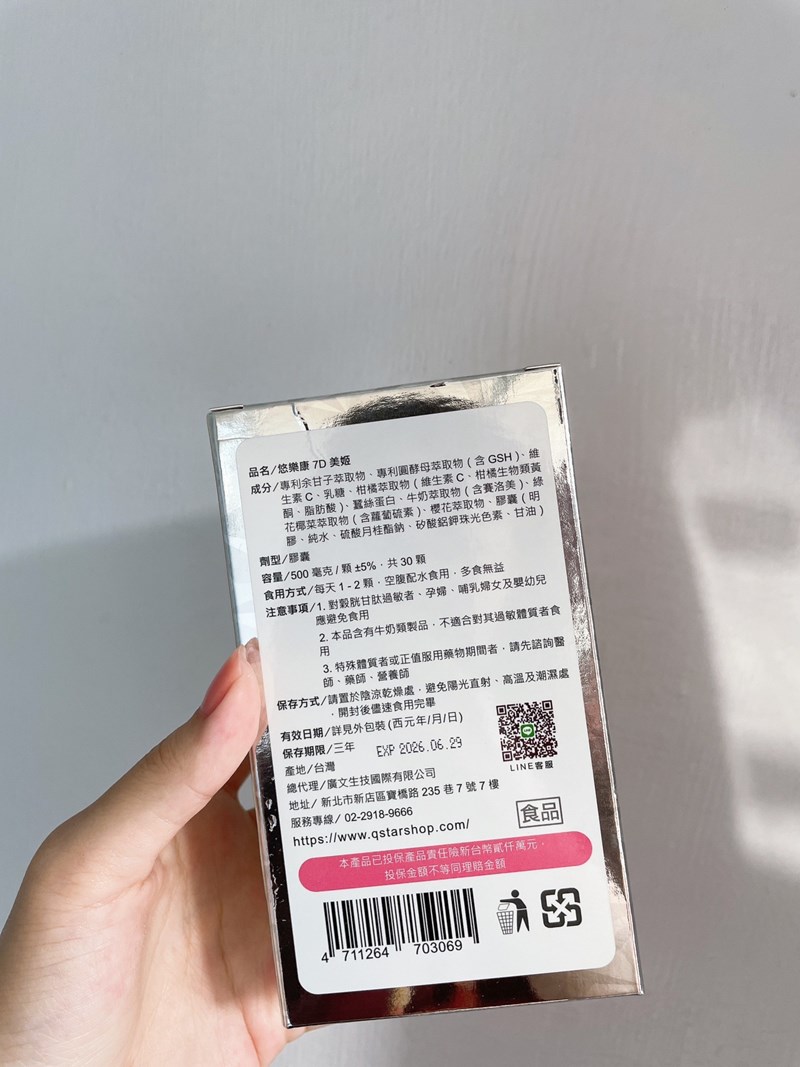 品名/悠樂康 7D 美姬
成分/專利余甘子萃取物、專利圓酵母萃取物 ( 含 GSH )、維
生素 C、乳糖、柑橘萃取物 ( 維生素 C、柑橘生物類黃
酮、脂肪酸 )、蠶絲蛋白、牛奶萃取物 ( 含賽洛美 )、綠
花椰菜萃取物 ( 含蘿蔔硫素 )、櫻花萃取物、膠囊 ( 明
膠、純水、硫酸月桂酯鈉、矽酸鋁鉀珠光色素、甘油 )
劑型/膠囊
容量/500 毫克 / 顆 ±5%，共 30 顆
食用方式/每天 1 - 2 顆，空腹配水食用，多食無益
注意事項/1. 對穀胱甘肽過敏者、孕婦、哺乳婦女及嬰幼兒
應避免食用
2. 本品含有牛奶類製品，不適合對其過敏體質者食
用
3. 特殊體質者或正值服用藥物期間者，請先諮詢醫
師、藥師、營養師
保存方式/請置於陰涼乾燥處，避免陽光直射、高溫及潮濕處
，開封後儘速食用完畢
有效日期/詳見外包裝 (西元年/月/日)
保存期限/三年 EXP 2026.06.29
產地/台灣
LINE客服
總代理/廣文生技國際有限公司
地址/ 新北市新店區寶橋路 235 巷 7 號 7 樓
服務專線/ 02-2918-9666
https://www.qstarshop.com/
食品
本產品已投保產品責任險新台幣貳仟萬元，
投保金額不等同理賠金額
4 711264 703069